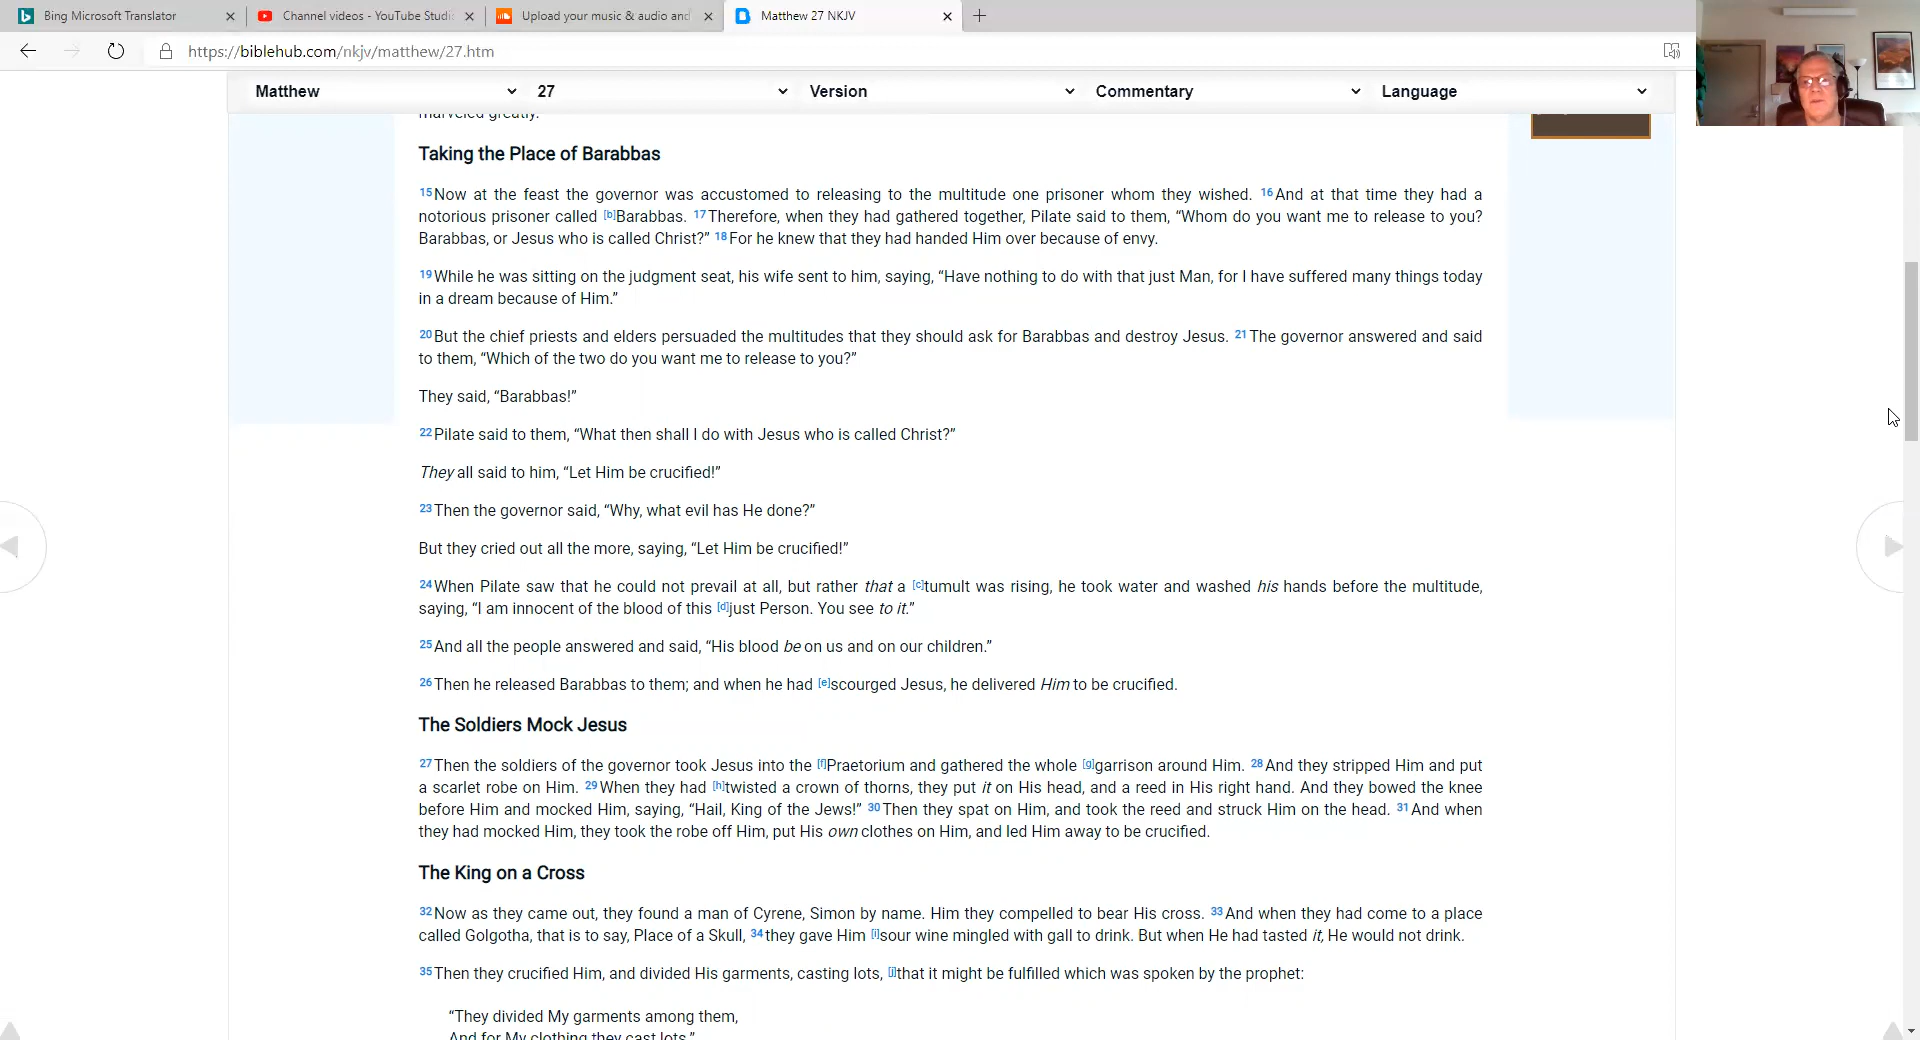 Bing Microsoft Translator
Channel videos - YouTube Studi
Upload your music & audio and
Matthew 27 NKJV
https://biblehub.com/nkjv/matthew/27.htm
Matthew 27 Version Commentary Language
marveled greatly.
Taking the Place of Barabbas
15Now at the feast the governor was accustomed to releasing to the multitude one prisoner whom they wished. 16And at that time they had a
notorious prisoner called [b]Barabbas. 17Therefore, when they had gathered together, Pilate said to them, “Whom do you want me to release to you?
Barabbas, or Jesus who is called Christ?” 18For he knew that they had handed Him over because of envy.
19While he was sitting on the judgment seat, his wife sent to him, saying, “Have nothing to do with that just Man, for I have suffered many things today
in a dream because of Him.”
20But the chief priests and elders persuaded the multitudes that they should ask for Barabbas and destroy Jesus. 21The governor answered and said
to them, “Which of the two do you want me to release to you?”
They said, “Barabbas!”
22Pilate said to them, “What then shall I do with Jesus who is called Christ?”
They all said to him, “Let Him be crucified!”
23Then the governor said, “Why, what evil has He done?”
But they cried out all the more, saying, “Let Him be crucified!”
24When Pilate saw that he could not prevail at all, but rather that a [c]tumult was rising, he took water and washed his hands before the multitude,
saying, “I am innocent of the blood of this [d]just Person. You see to it.”
25And all the people answered and said, “His blood be on us and on our children.”
26Then he released Barabbas to them; and when he had [e]scourged Jesus, he delivered Him to be crucified.
The Soldiers Mock Jesus
27Then the soldiers of the governor took Jesus into the [f]Praetorium and gathered the whole [g]garrison around Him. 28And they stripped Him and put
a scarlet robe on Him. 29When they had [h]twisted a crown of thorns, they put it on His head, and a reed in His right hand. And they bowed the knee
before Him and mocked Him, saying, “Hail, King of the Jews!” 30Then they spat on Him, and took the reed and struck Him on the head. 31And when
they had mocked Him, they took the robe off Him, put His own clothes on Him, and led Him away to be crucified.
The King on a Cross
32Now as they came out, they found a man of Cyrene, Simon by name. Him they compelled to bear His cross. 33And when they had come to a place
called Golgotha, that is to say, Place of a Skull, 34they gave Him [i]sour wine mingled with gall to drink. But when He had tasted it, He would not drink.
35Then they crucified Him, and divided His garments, casting lots, [j]that it might be fulfilled which was spoken by the prophet:
“They divided My garments among them,
And for My clothing they cast lots.”